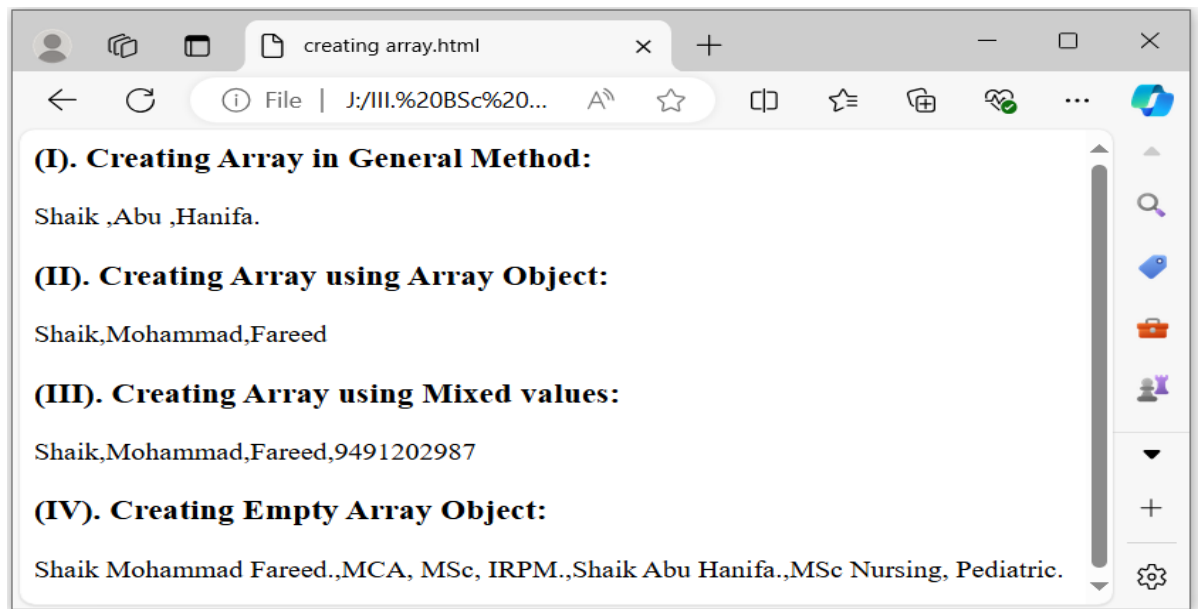 creating array.html
File | J:/III.%20BSc%20...
(I). Creating Array in General Method:
Shaik ,Abu ,Hanifa.
(II). Creating Array using Array Object:
Shaik,Mohammad,Fareed
(III). Creating Array using Mixed values:
Shaik,Mohammad,Fareed,9491202987
(IV). Creating Empty Array Object:
Shaik Mohammad Fareed.,MCA, MSc, IRPM.,Shaik Abu Hanifa.,MSc Nursing, Pediatric.